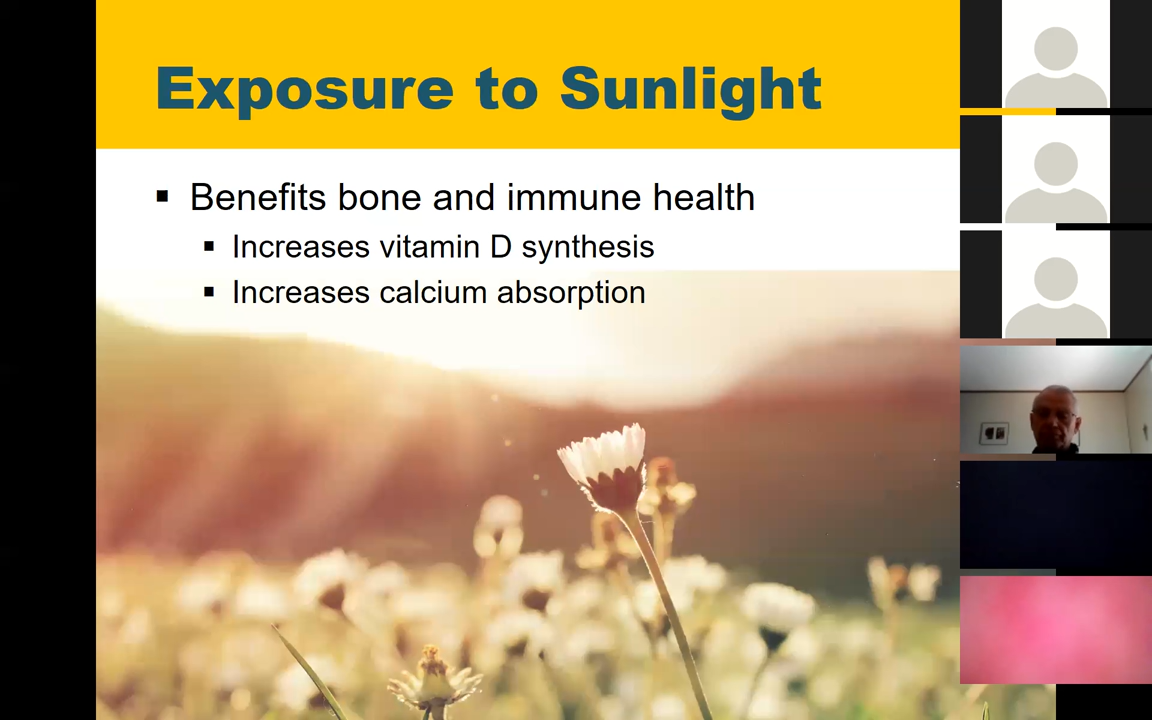 Exposure to Sunlight
Benefits bone and immune health
Increases vitamin D synthesis
Increases calcium absorption